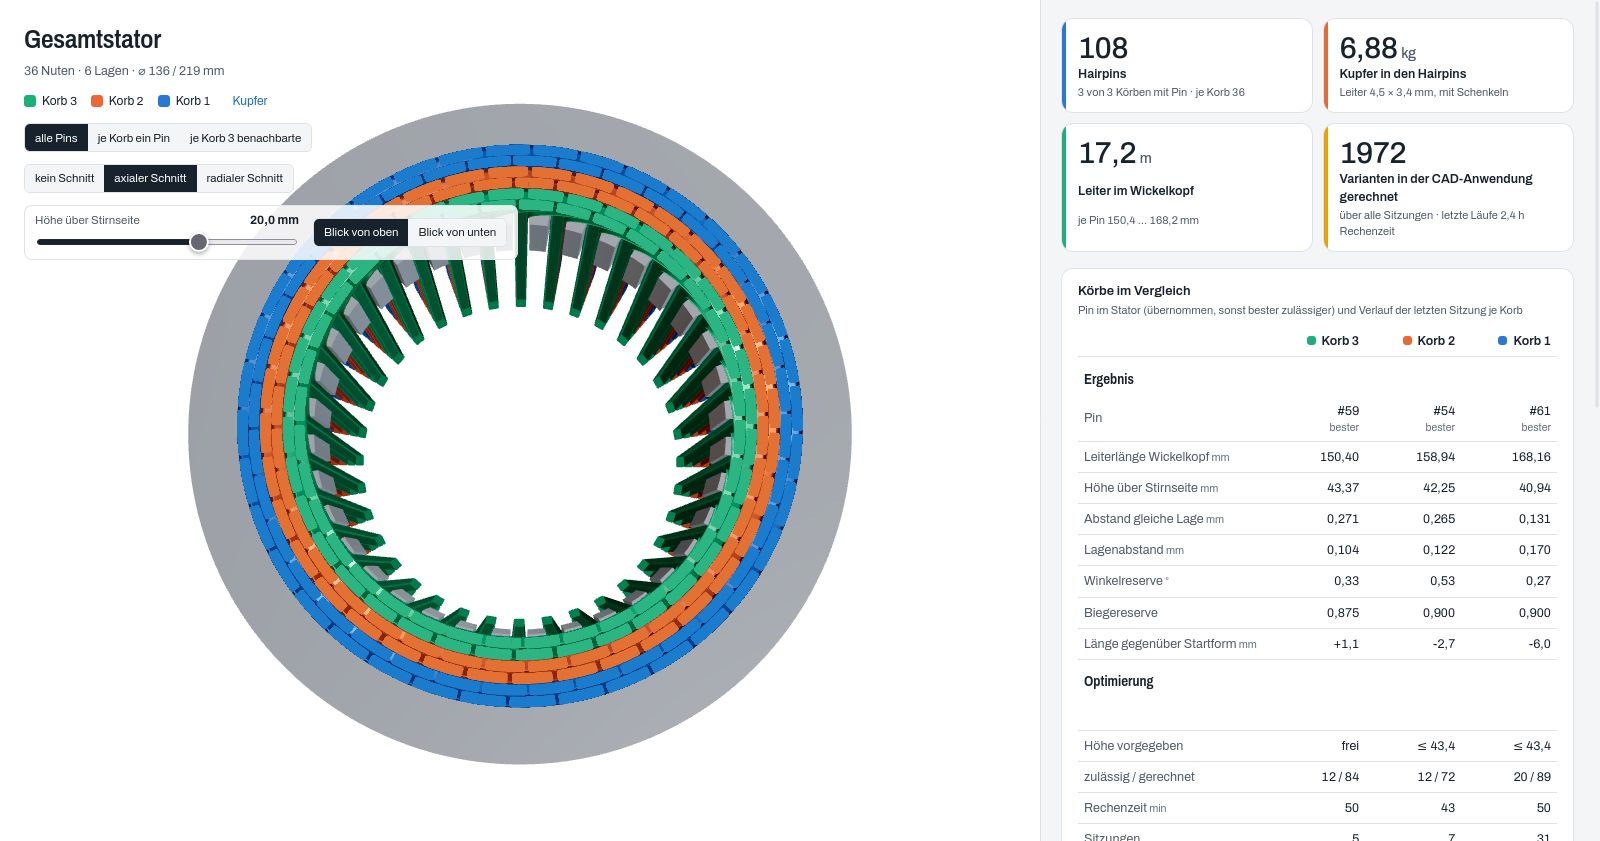 Gesamtstator
36 Nuten · 6 Lagen · ⌀ 136 / 219 mm
Korb 3 Korb 2 Korb 1 Kupfer
alle Pins je Korb ein Pin je Korb 3 benachbarte
kein Schnitt axialer Schnitt radialer Schnitt
Höhe über Stirnseite 20,0 mm
Blick von oben Blick von unten
108
Hairpins
3 von 3 Körben mit Pin · je Korb 36
6,88 kg
Kupfer in den Hairpins
Leiter 4,5 × 3,4 mm, mit Schenkeln
17,2 m
Leiter im Wickelkopf
je Pin 150,4 ... 168,2 mm
1972
Varianten in der CAD-Anwendung
gerechnet
über alle Sitzungen · letzte Läufe 2,4 h
Rechenzeit
Körbe im Vergleich
Pin im Stator (übernommen, sonst bester zulässiger) und Verlauf der letzten Sitzung je Korb
Korb 3 Korb 2 Korb 1
Ergebnis
Pin #59 #54 #61
bester bester bester
Leiterlänge Wickelkopf mm 150,40 158,94 168,16
Höhe über Stirnseite mm 43,37 42,25 40,94
Abstand gleiche Lage mm 0,271 0,265 0,131
Lagenabstand mm 0,104 0,122 0,170
Winkelreserve ° 0,33 0,53 0,27
Biegereserve 0,875 0,900 0,900
Länge gegenüber Startform mm +1,1 -2,7 -6,0
Optimierung
Höhe vorgegeben frei ≤ 43,4 ≤ 43,4
zulässig / gerechnet 12 / 84 12 / 72 20 / 89
Rechenzeit min 50 43 50
Sitzungen 5 7 31